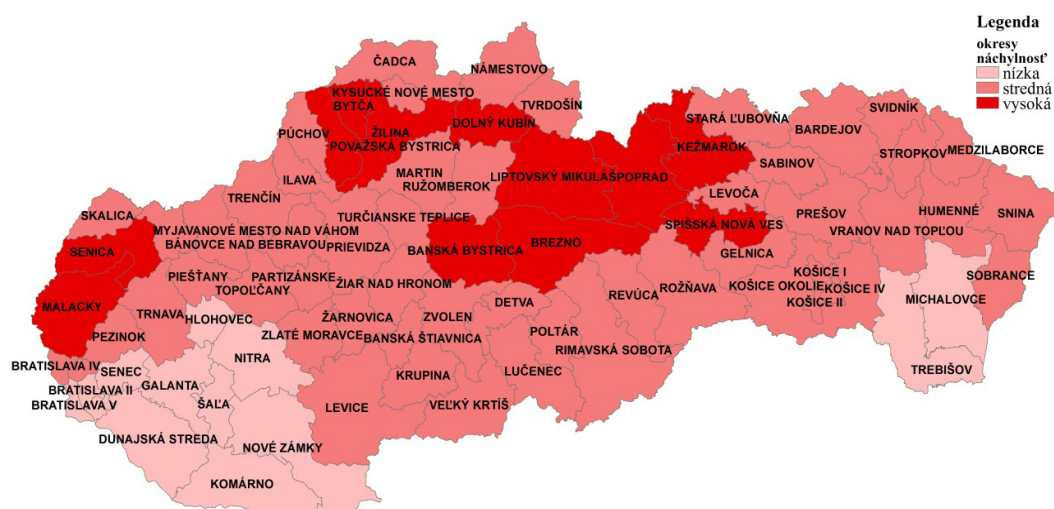 Legenda
okresy
náchylnosť
nízka
stredná
vysoká
ČADCA
NÁMESTOVO
KYSUCKÉ NOVÉ MESTO
BYTČA
TVRDOŠÍN
DOLNÝ KUBÍN
STARÁ ĽUBOVŇA
SVIDNÍK
BARDEJOV
PÚCHOV
ŽILINA
POVAŽSKÁ BYSTRICA
KEŽMAROK
STROPKOV
MEDZILABORCE
SABINOV
ILAVA
MARTIN
RUŽOMBEROK
LIPTOVSKÝ MIKULÁŠ
POPRAD
LEVOČA
TRENČÍN
SKALICA
TURČIANSKE TEPLICE
SPIŠSKÁ NOVÁ VES
PREŠOV
HUMENNÉ
SNINA
MYJAVA
NOVÉ MESTO NAD VÁHOM
VRANOV NAD TOPĽOU
SENICA
BÁNOVCE NAD BEBRAVOU
PRIEVIDZA
BANSKÁ BYSTRICA
BREZNO
GELNICA
PIEŠŤANY
PARTIZÁNSKE
TOPOĽČANY
ŽIAR NAD HRONOM
KOŠICE I
KOŠICE OKOLIE
KOŠICE IV
KOŠICE II
SOBRANCE
MALACKY
DETVA
REVÚCA
ROŽŇAVA
MICHALOVCE
TRNAVA
HLOHOVEC
ŽARNOVICA
ZVOLEN
PEZINOK
ZLATÉ MORAVCE
BANSKÁ ŠTIAVNICA
POLTÁR
RIMAVSKÁ SOBOTA
NITRA
BRATISLAVA IV
SENEC
TREBIŠOV
BRATISLAVA II
GALANTA
KRUPINA
LUČENEC
BRATISLAVA V
ŠAĽA
LEVICE
VEĽKÝ KRTÍŠ
DUNAJSKÁ STREDA
NOVÉ ZÁMKY
KOMÁRNO